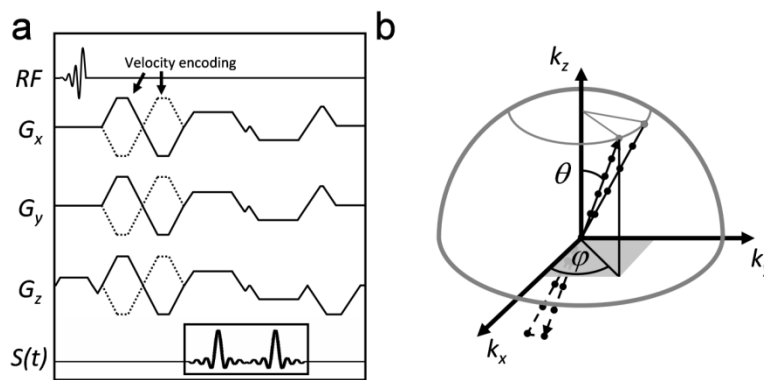 a
Velocity encoding
RF
Gx
Gy
Gz
S(t)
b
kz
θ
φ
kx